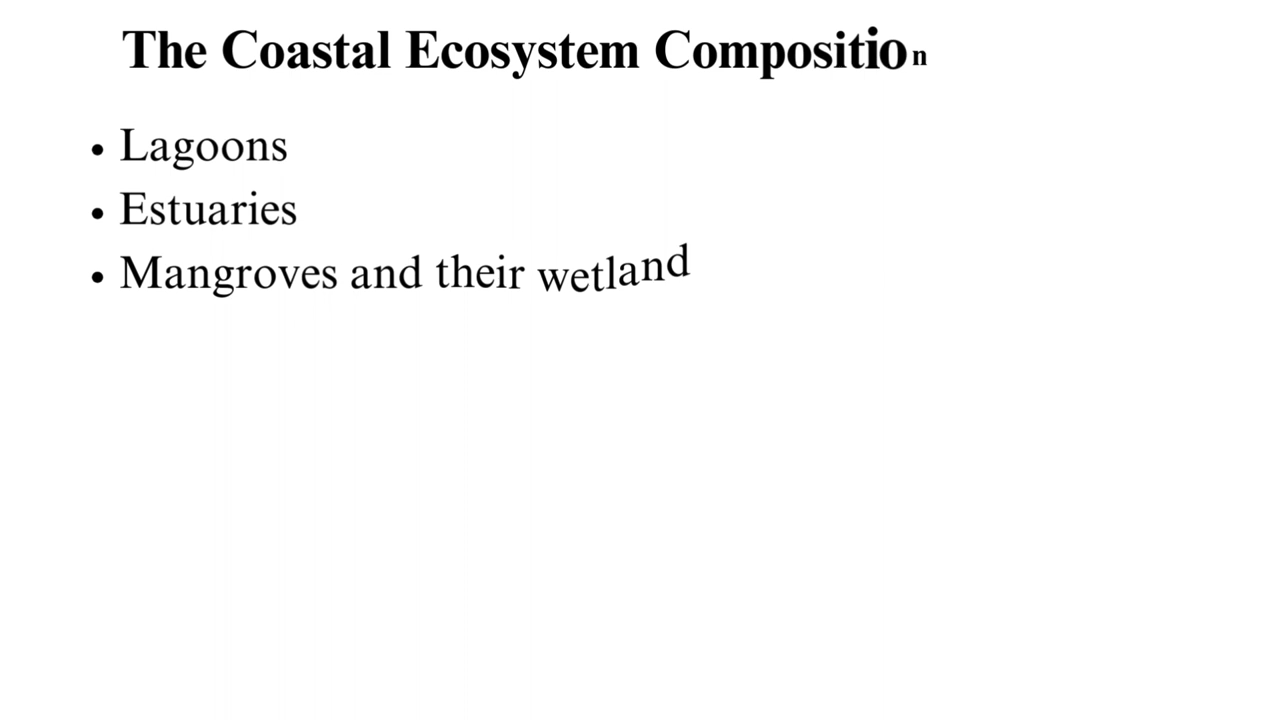 The Coastal Ecosystem Composition
• Lagoons
• Estuaries
• Mangroves and their wetland